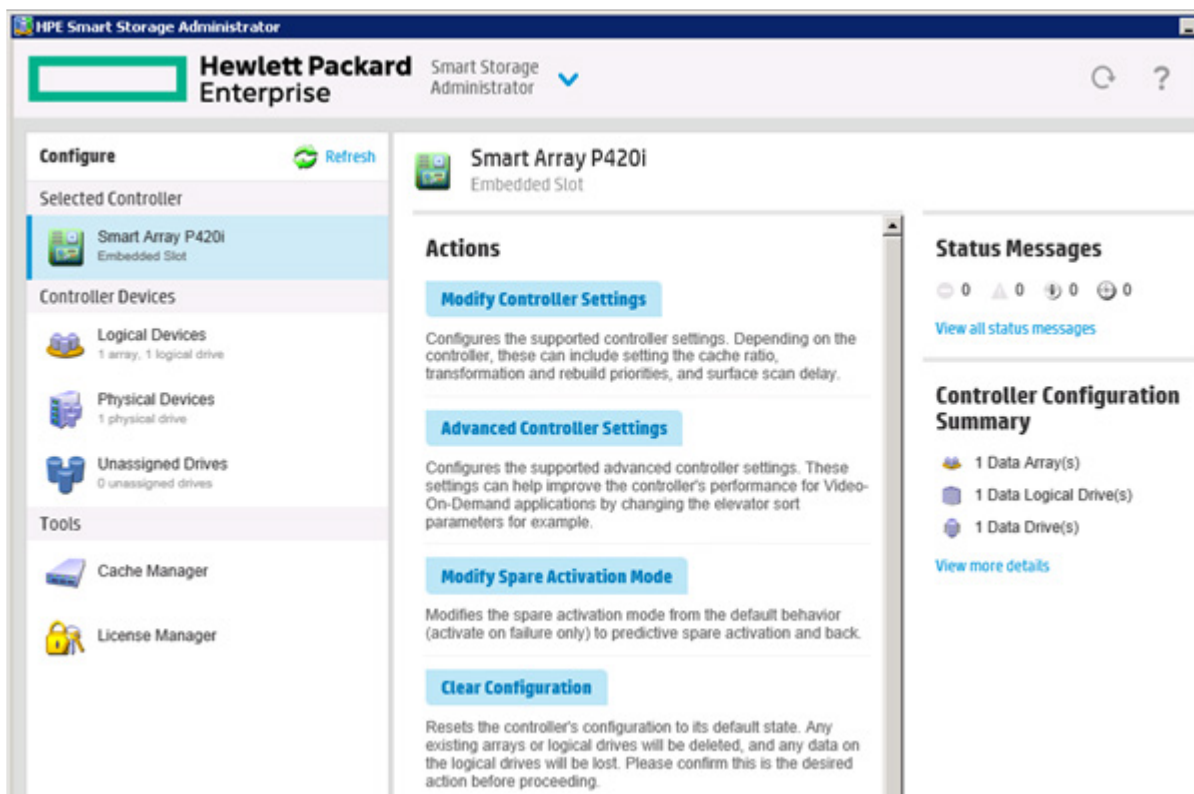 HPE Smart Storage Administrator
Hewlett Packard
Enterprise
Smart Storage
Administrator
?
Configure
Refresh
Selected Controller
Smart Array P420i
Embedded Slot
Controller Devices
Logical Devices
1 array, 1 logical drive
Physical Devices
1 physical drive
Unassigned Drives
0 unassigned drives
Tools
Cache Manager
License Manager
Smart Array P420i
Embedded Slot
Actions
Modify Controller Settings
Configures the supported controller settings. Depending on the
controller, these can include setting the cache ratio,
transformation and rebuild priorities, and surface scan delay.
Advanced Controller Settings
Configures the supported advanced controller settings. These
settings can help improve the controller's performance for Video-
On-Demand applications by changing the elevator sort
parameters for example.
Modify Spare Activation Mode
Modifies the spare activation mode from the default behavior
(activate on failure only) to predictive spare activation and back.
Clear Configuration
Resets the controller's configuration to its default state. Any
existing arrays or logical drives will be deleted, and any data on
the logical drives will be lost. Please confirm this is the desired
action before proceeding.
Status Messages
0 0 0 0
View all status messages
Controller Configuration
Summary
1 Data Array(s)
1 Data Logical Drive(s)
1 Data Drive(s)
View more details